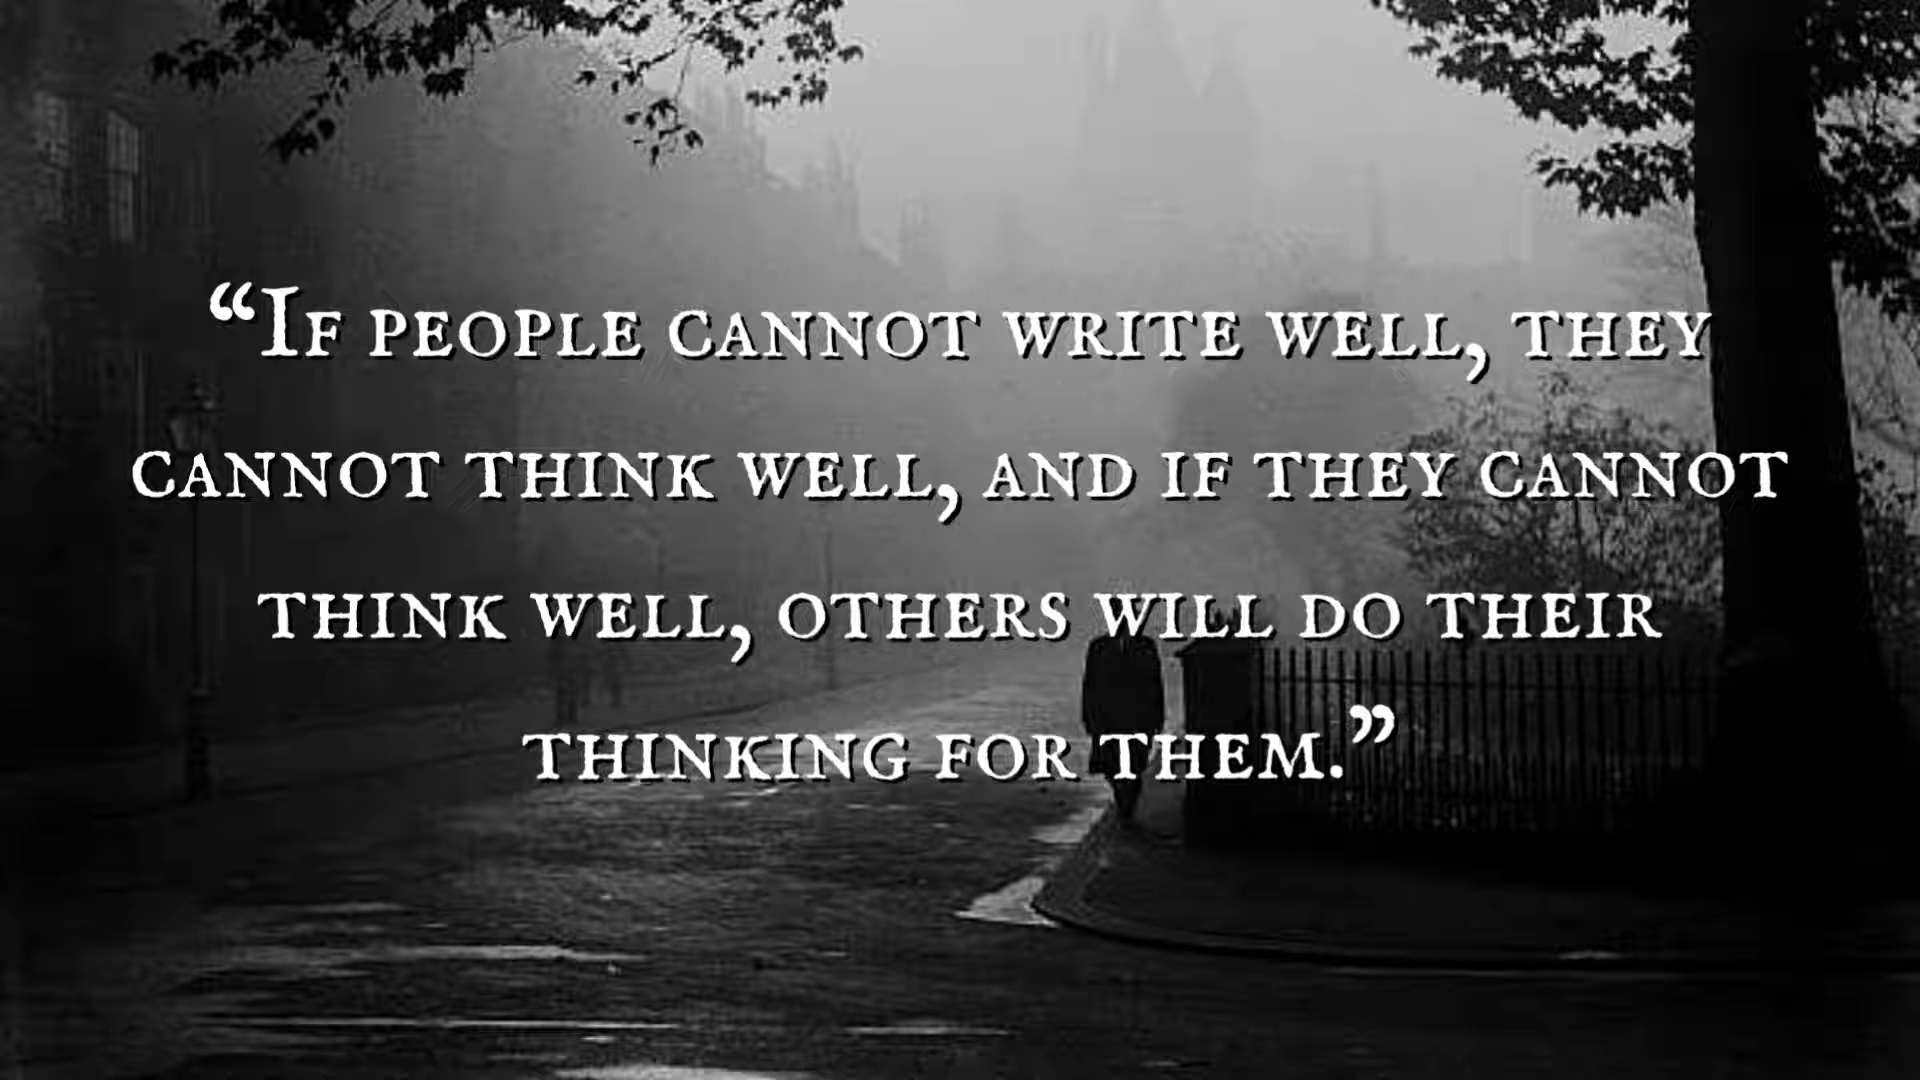 “If people cannot write well, they
cannot think well, and if they cannot
think well, others will do their
thinking for them.”